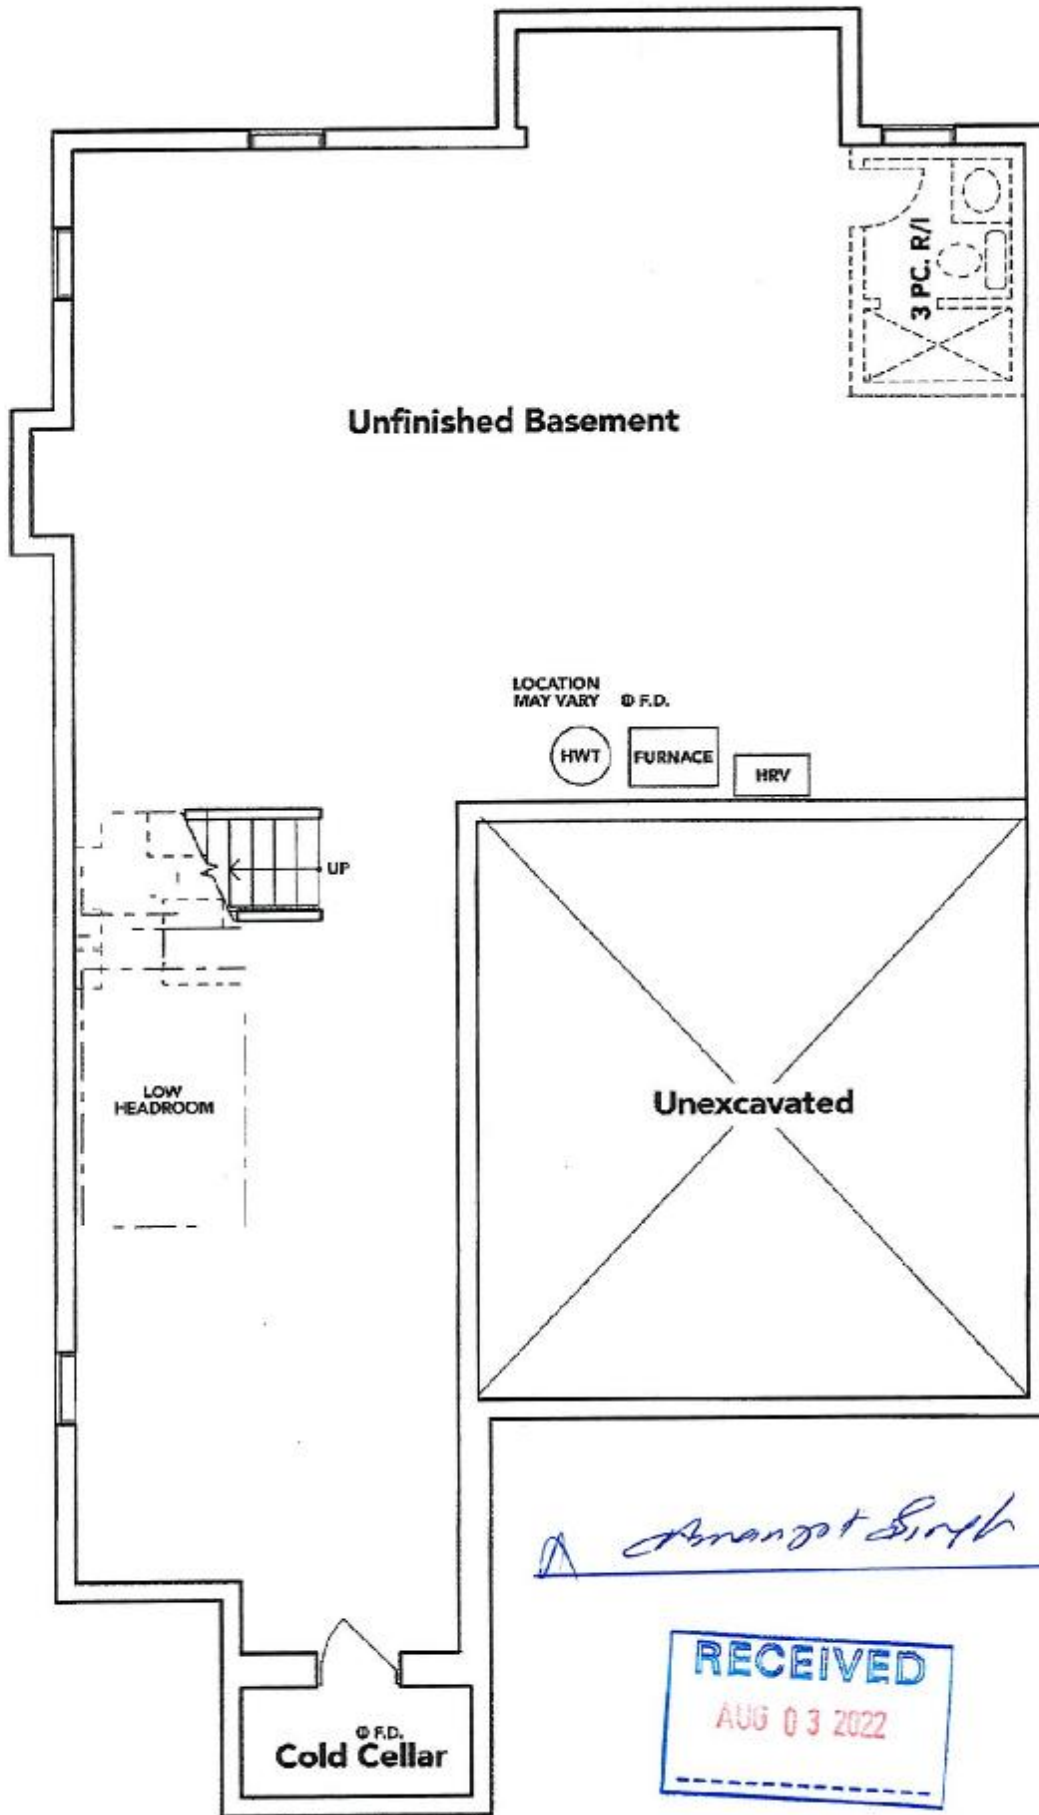 3 PC. R/I
Unfinished Basement
LOCATION
MAY VARY
F.D.
HWT
FURNACE
HRV
UP
LOW
HEADROOM
Unexcavated
Singh
RECEIVED
AUG 03 2022
F.D.
Cold Cellar